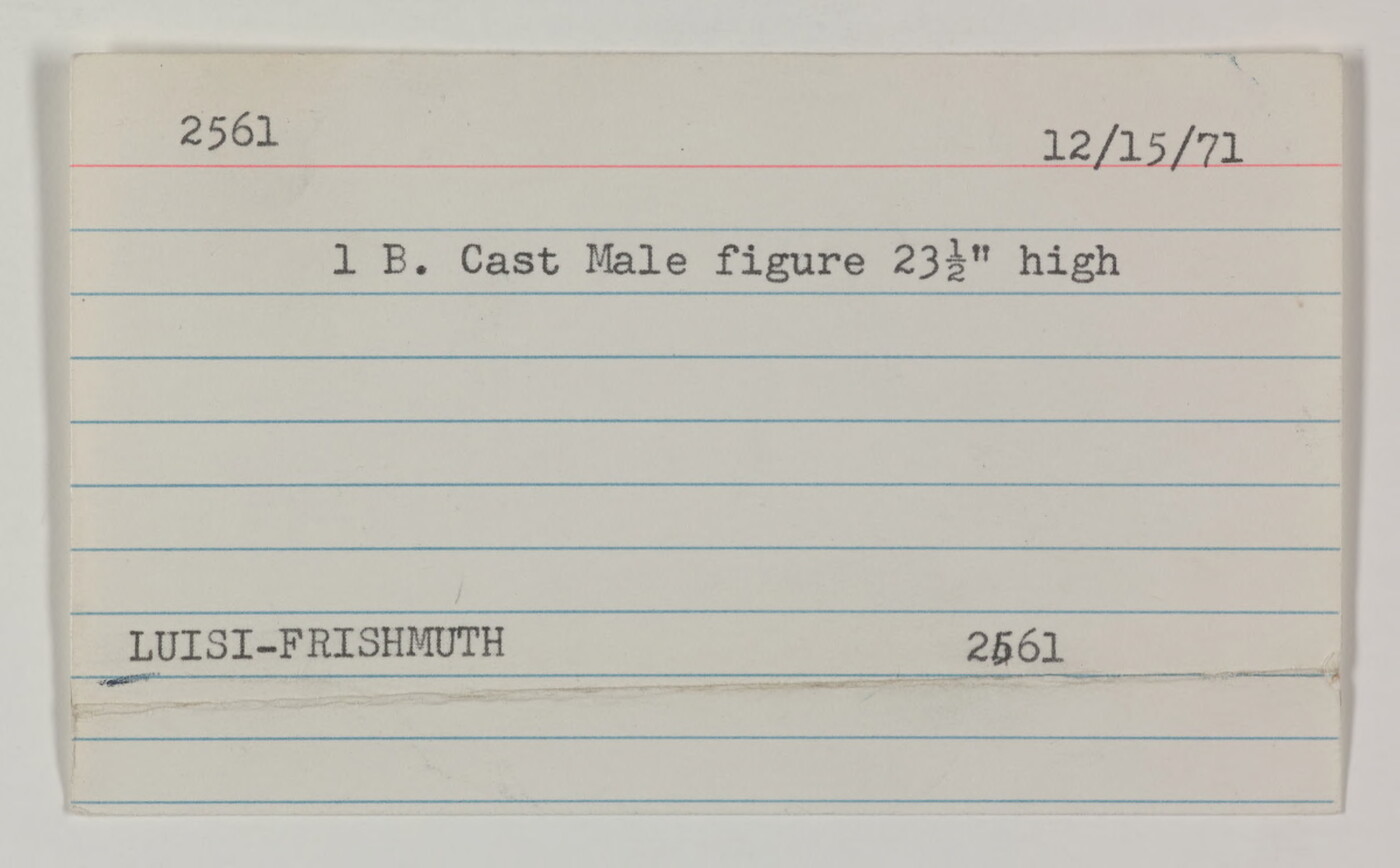 2561
12/15/71
1 B. Cast Male figure 23½" high
LUISI-FRISHMUTH 2561